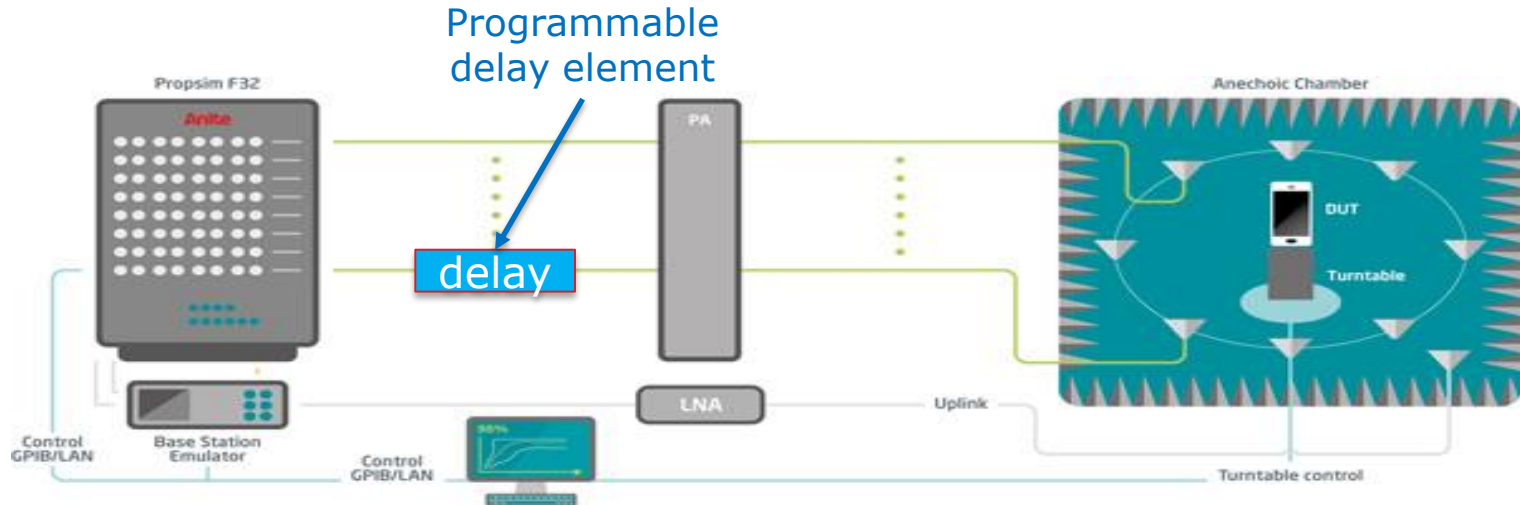 Programmable
delay element
Propsim F32
Anechoic Chamber
Anite
PA
DUT
delay
Turntable
LNA
Uplink
98%
Control
GPIB/LAN
Base Station
Emulator
Control
GPIB/LAN
Turntable control